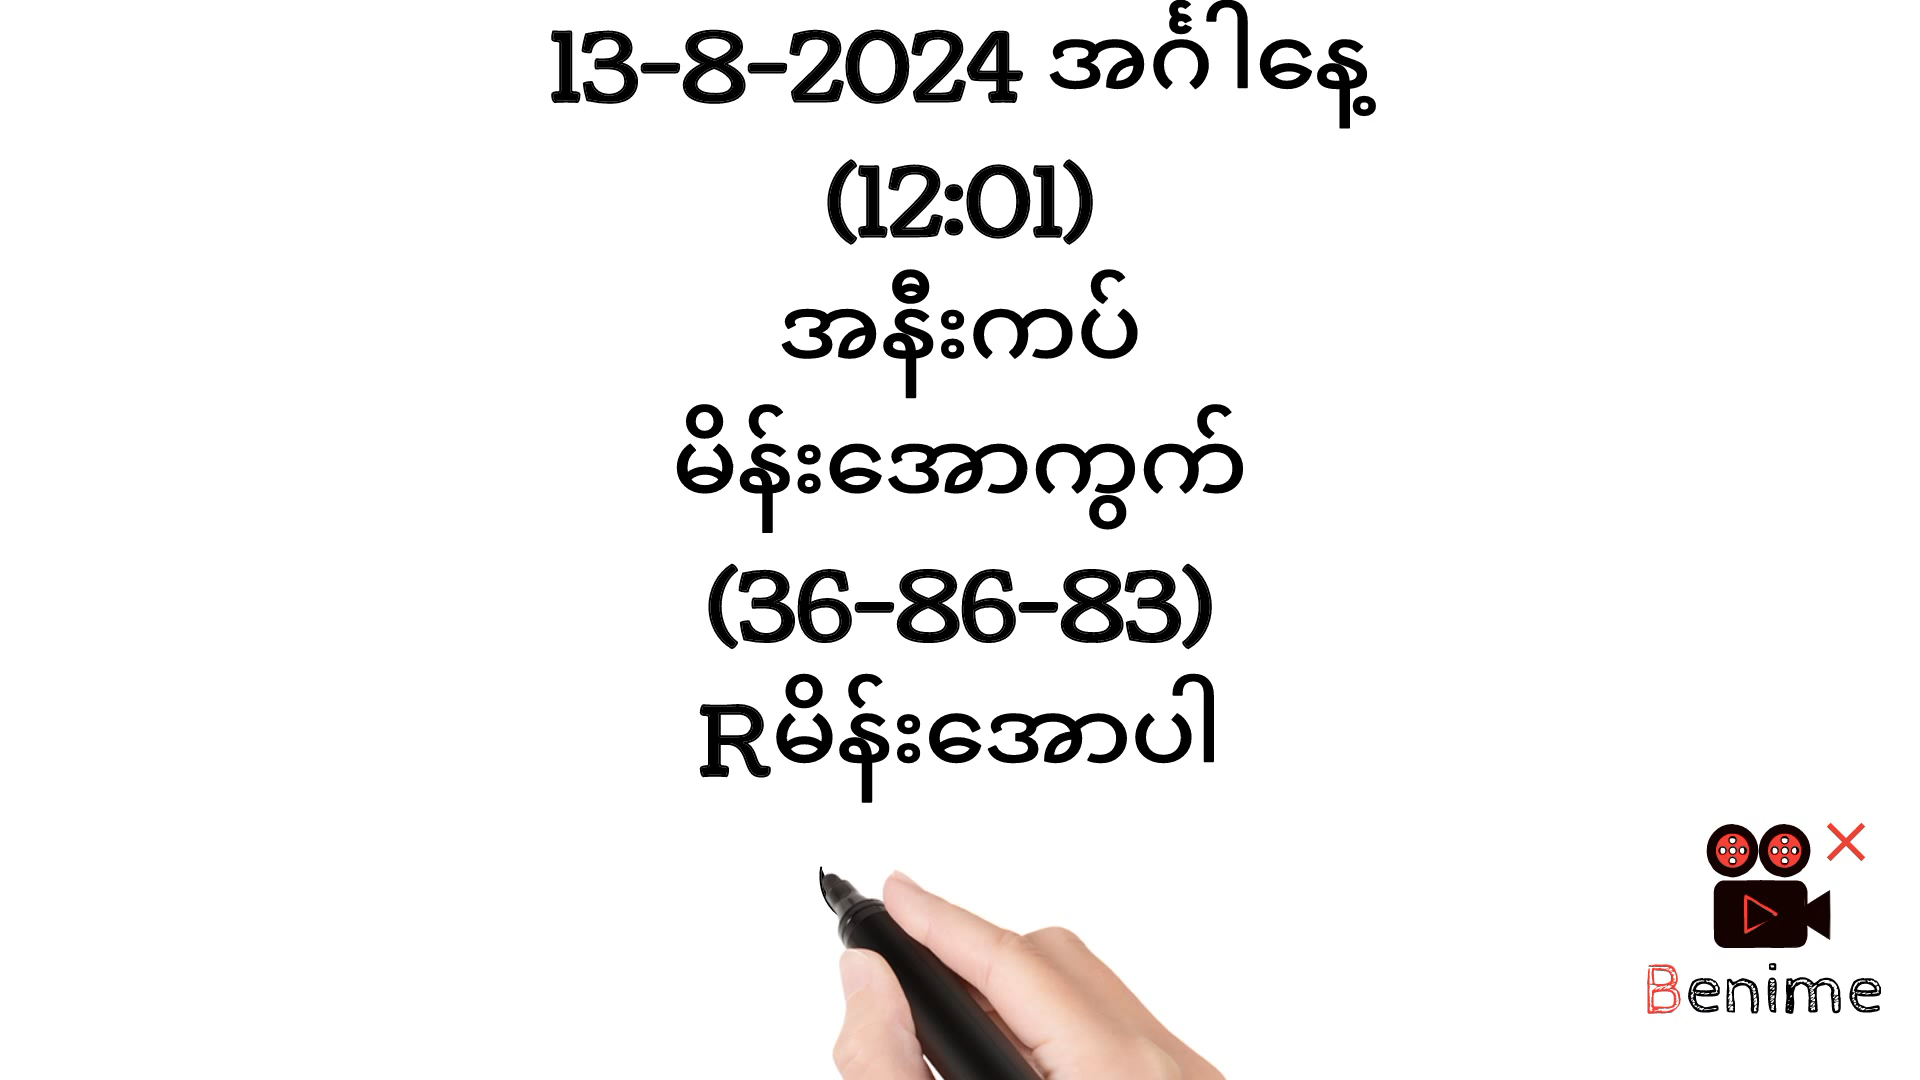 13-8-2024 အင်္ဂါနေ့
(12:01)
အနီးကပ်
မိန်းအောကွက်
(36-86-83)
Rမိန်းအောပါ
Benime